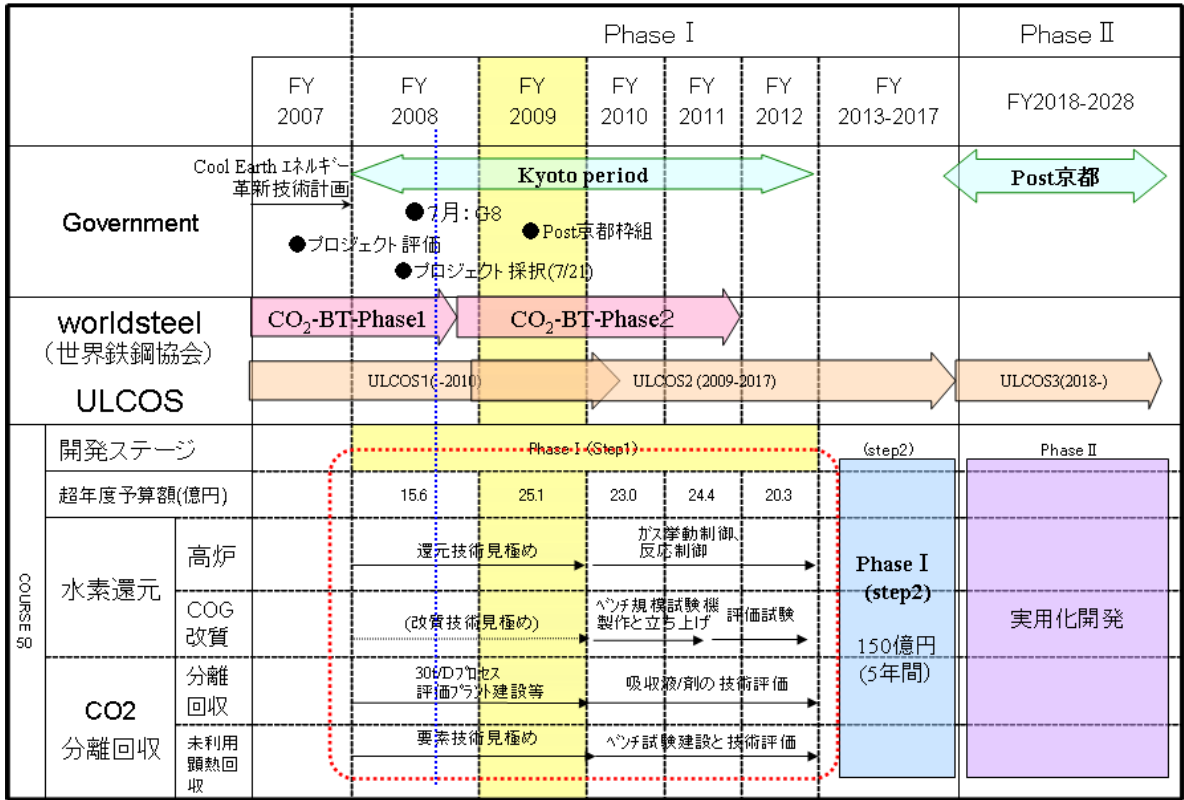 Phase Ⅰ
Phase Ⅱ
FY
2007
FY
2008
FY
2009
FY
2010
FY
2011
FY
2012
FY
2013-2017
FY2018-2028
Government
Cool Earth エネルギー
革新技術計画
Kyoto period
Post京都
7月：G8
Post京都枠組
プロジェクト評価
プロジェクト採択(7/21)
worldsteel
（世界鉄鋼協会）
CO2-BT-Phase1
CO2-BT-Phase2
ULCOS
ULCOS1( -2010)
ULCOS2 (2009-2017)
ULCOS3(2018-)
COURSE 50
開発ステージ
Phase Ⅰ (Step1)
(step2)
Phase Ⅱ
超年度予算額(億円)
15.6
25.1
23.0
24.4
20.3
水素還元
高炉
還元技術見極め
ガス挙動制御、
反応制御
COG
改質
(改質技術見極め)
ベンチ規模試験機
製作と立ち上げ
評価試験
Phase Ⅰ
(step2)
150億円
(5年間)
実用化開発
CO2
分離回収
分離
回収
30t/Dプロセス
評価プラント建設等
吸収液/剤の技術評価
未利用
顕熱回
収
要素技術見極め
ベンチ試験建設と技術評価